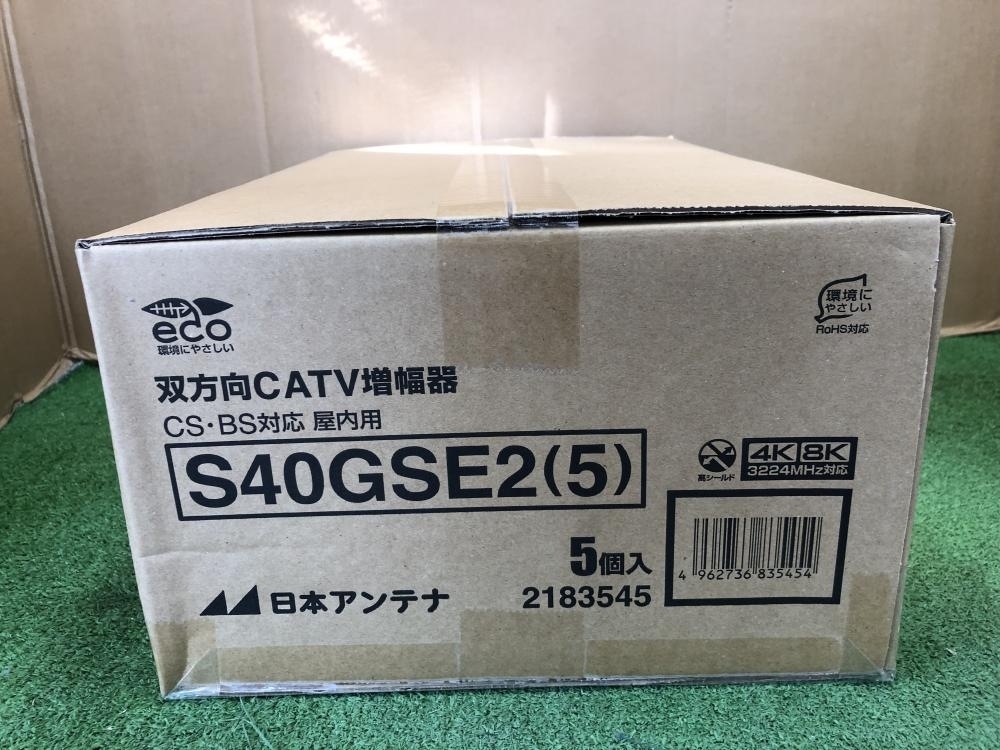 eco
環境にやさしい
環境に
やさしい
RoHS対応
双方向CATV増幅器
CS・BS対応 屋内用
S40GSE2(5)
高シールド
4K 8K
3224MHz対応
5個入
4 962736 835454
日本アンテナ
2183545